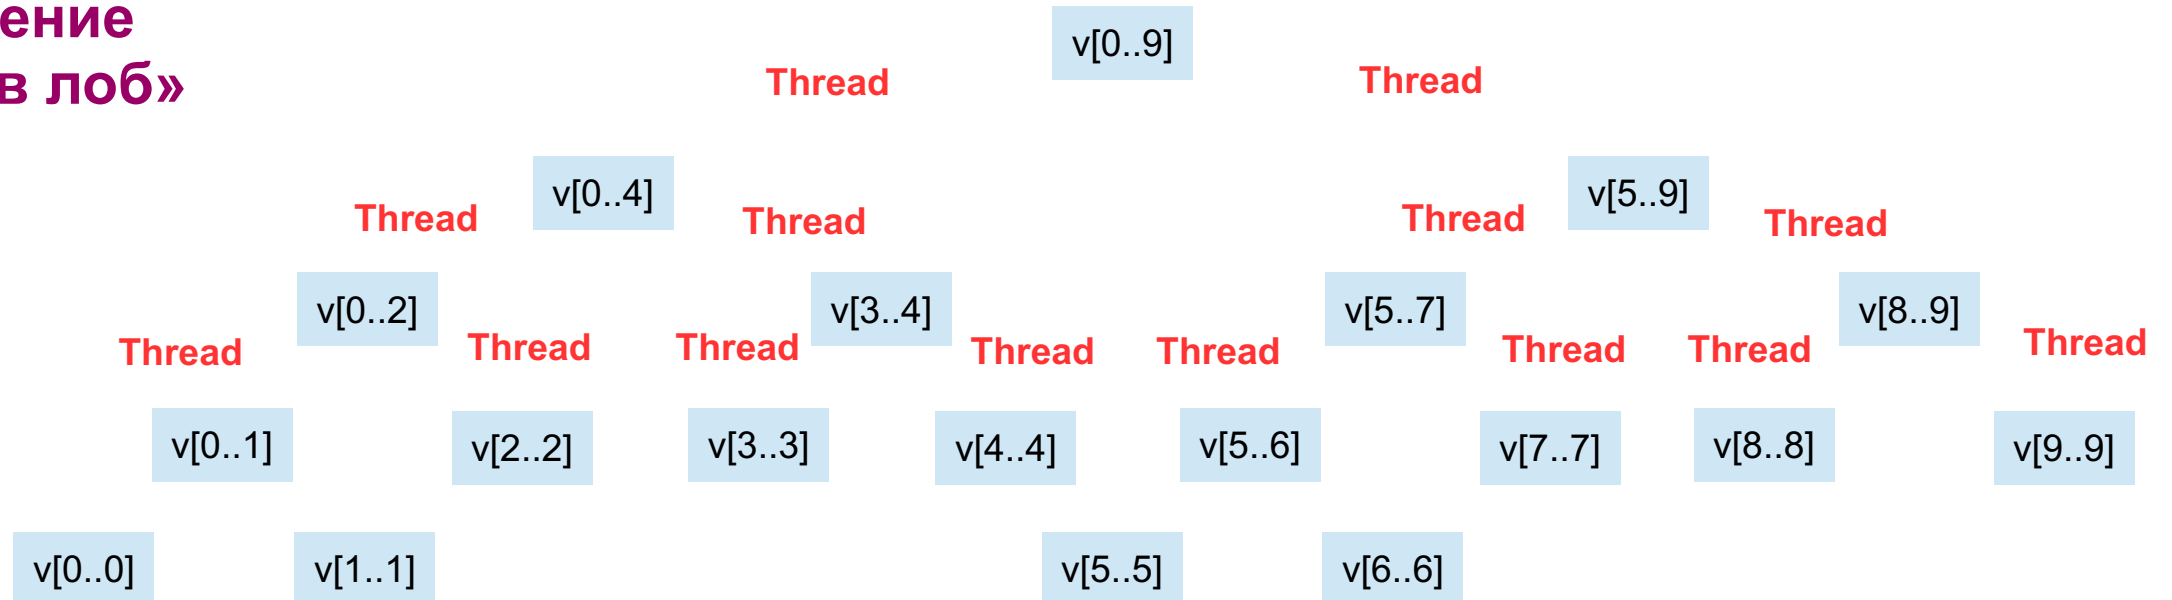 ение
в лоб»
v[0..9]
Thread Thread
v[0..4] v[5..9]
Thread Thread Thread Thread
v[0..2] v[3..4] v[5..7] v[8..9]
Thread Thread Thread Thread Thread Thread Thread Thread
v[0..1] v[2..2] v[3..3] v[4..4] v[5..6] v[7..7] v[8..8] v[9..9]
v[0..0] v[1..1] v[5..5] v[6..6]